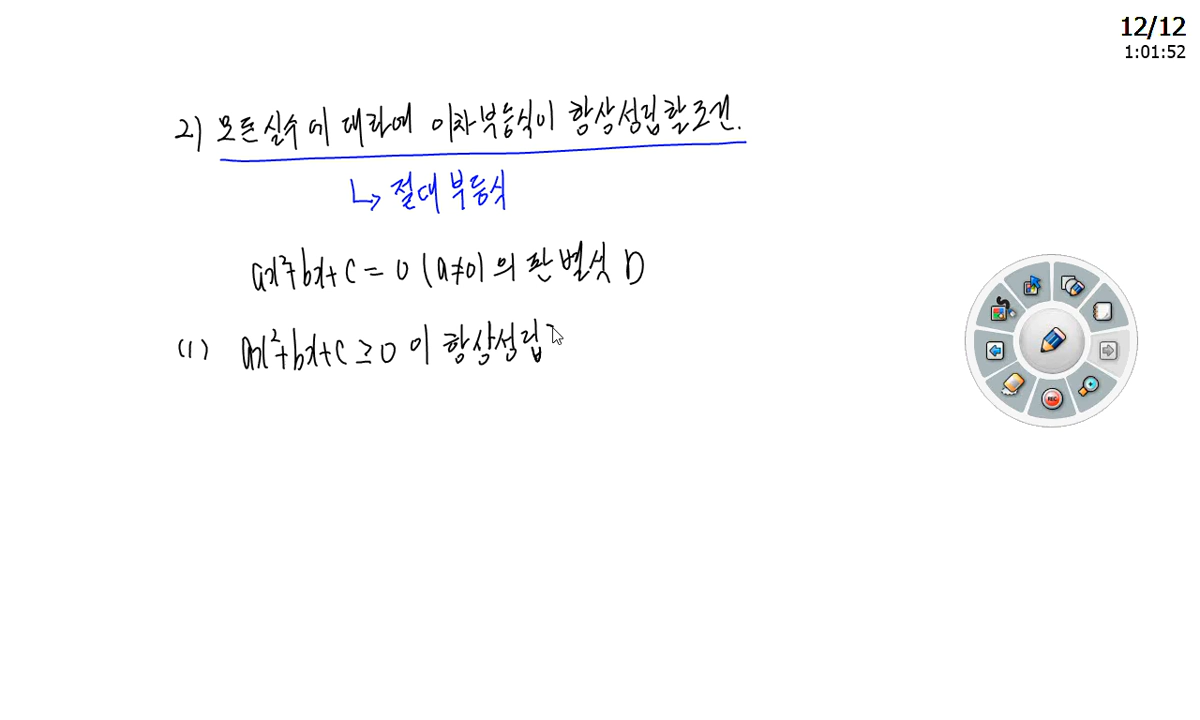 12/12
1:01:52
2) 모든 실수에 대하여 이차부등식이 항상성립할조건.
↳ 절대부등식
ax²+bx+c = 0 (a≠0)의 판별식 D
(1) ax²+bx+c ≥0 이 항상성립
REC